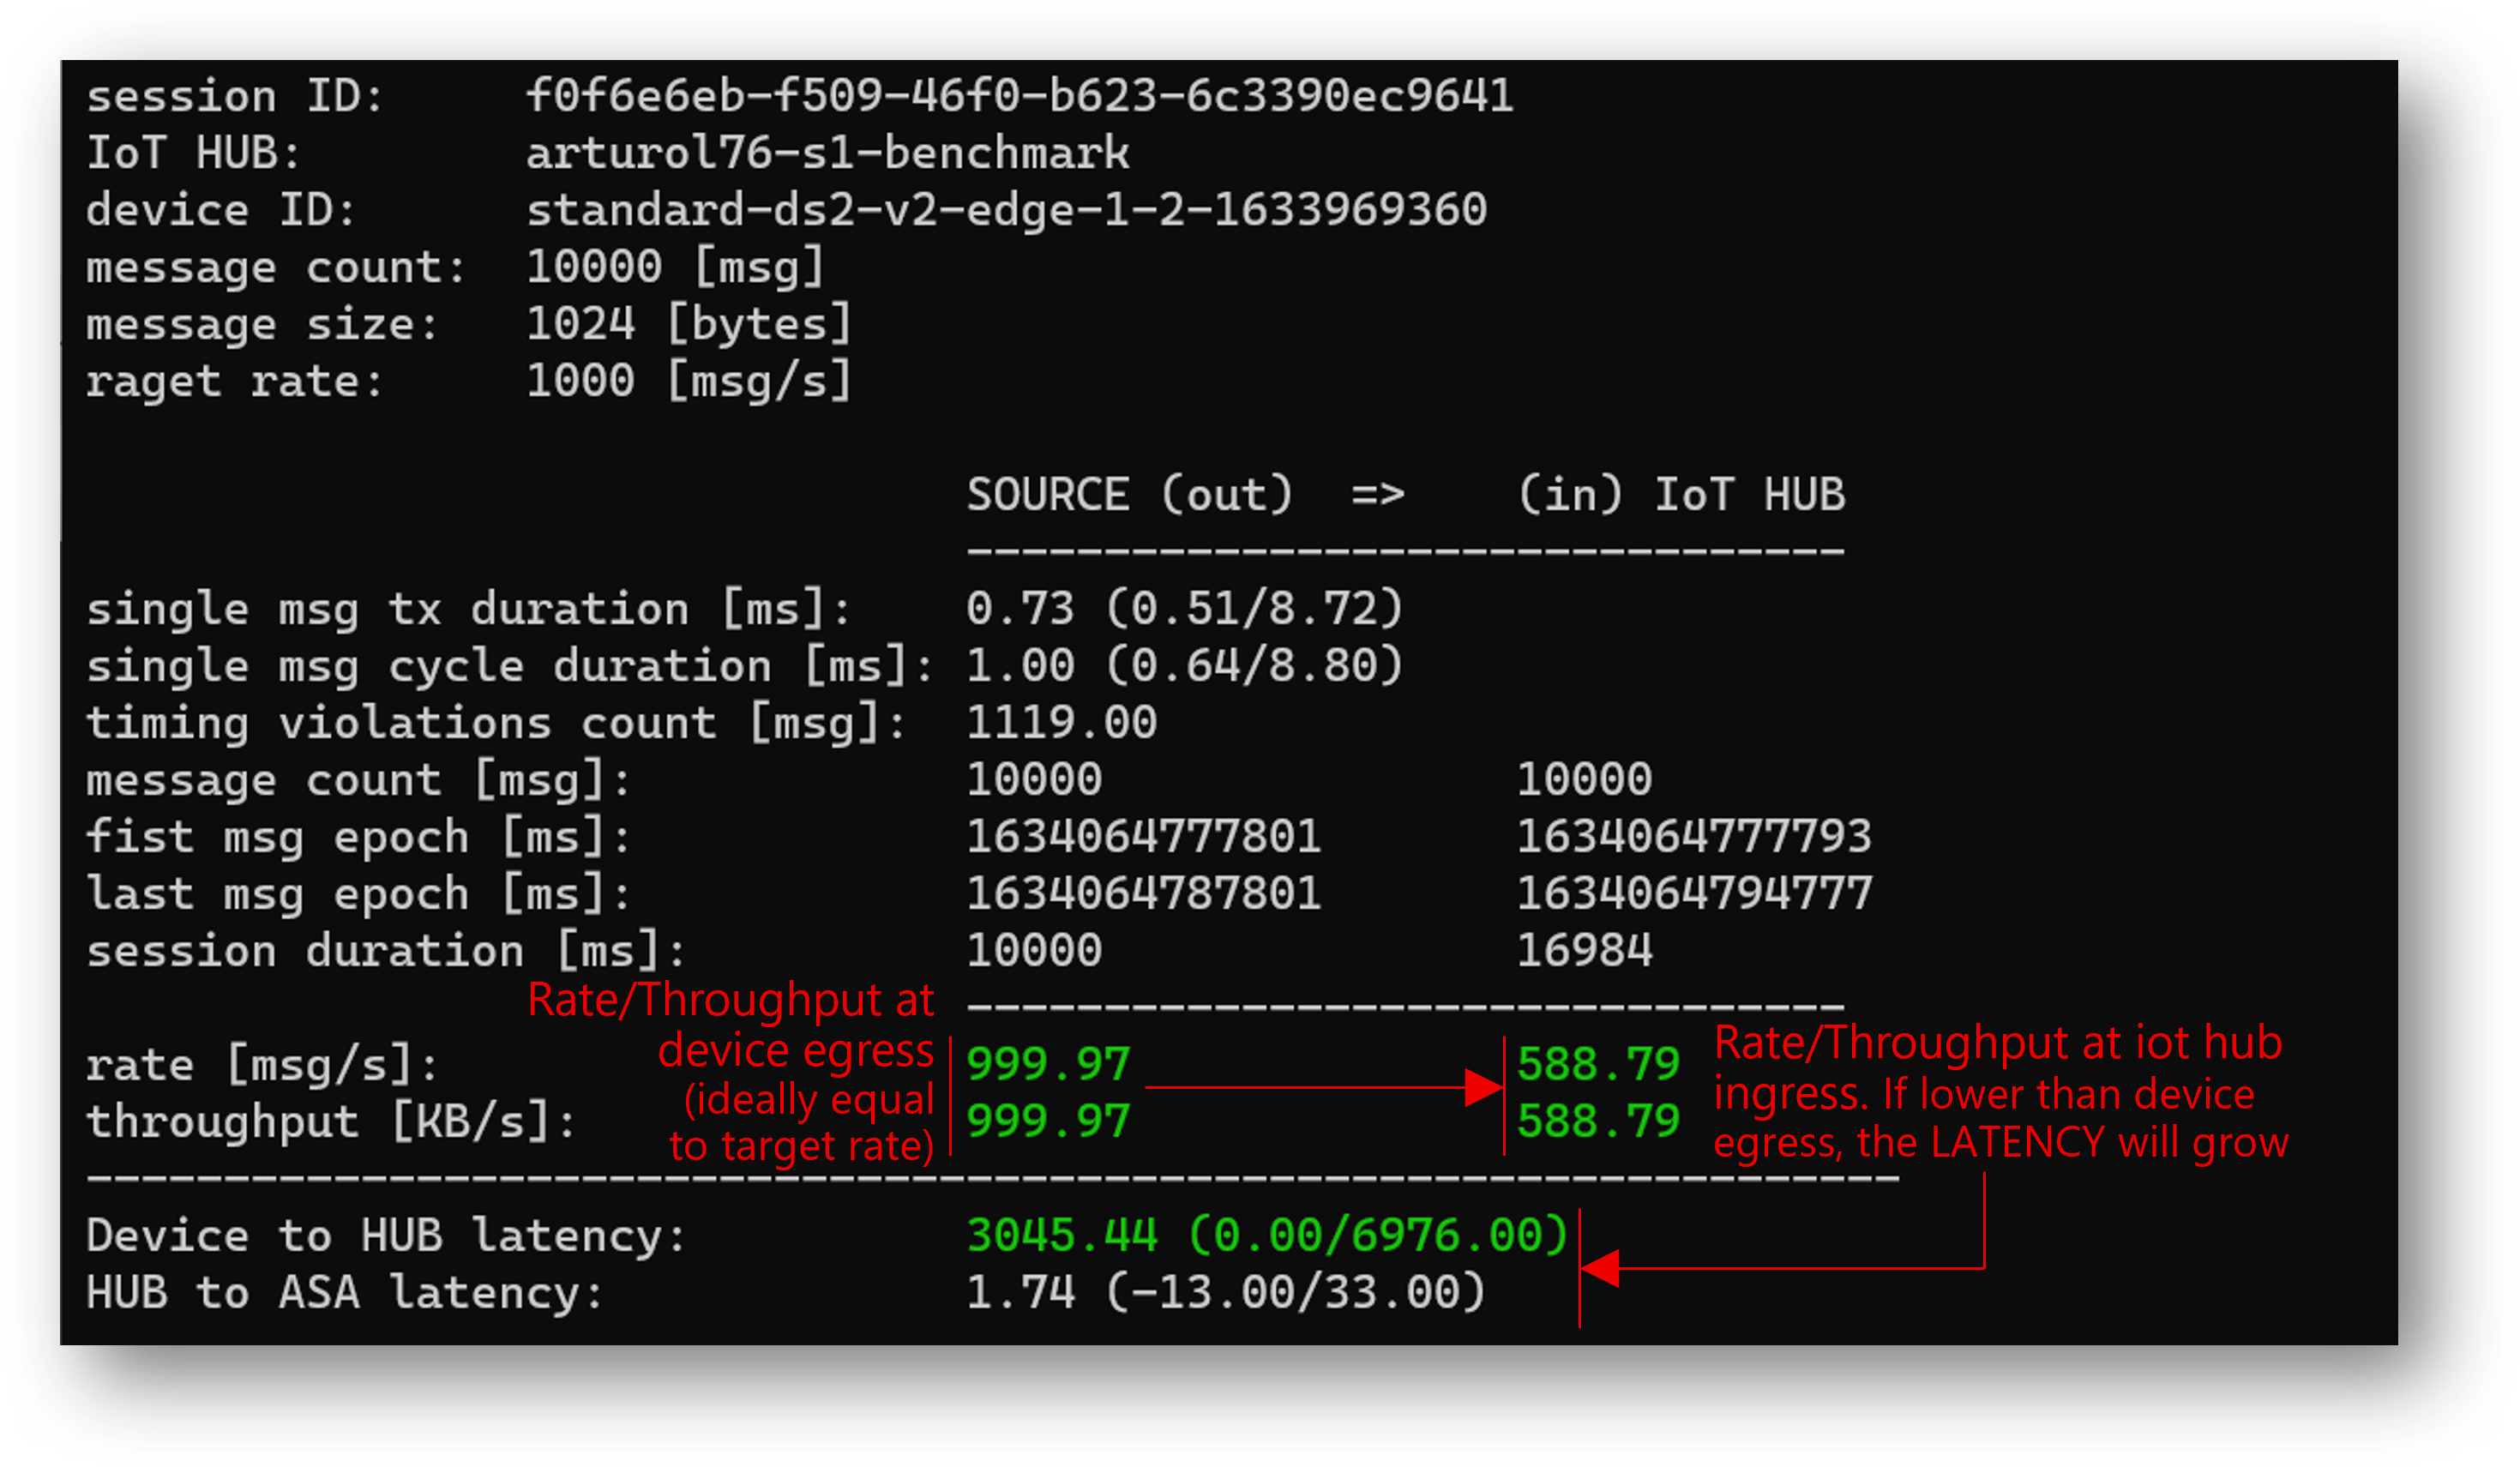 session ID: f0f6e6eb-f509-46f0-b623-6c3390ec9641
IoT HUB: arturol76-s1-benchmark
device ID: standard-ds2-v2-edge-1-2-1633969360
message count: 10000 [msg]
message size: 1024 [bytes]
raget rate: 1000 [msg/s]
SOURCE (out) => (in) IoT HUB
--------------------------------
single msg tx duration [ms]: 0.73 (0.51/8.72)
single msg cycle duration [ms]: 1.00 (0.64/8.80)
timing violations count [msg]: 1119.00
message count [msg]: 10000 10000
fist msg epoch [ms]: 1634064777801 1634064777793
last msg epoch [ms]: 1634064787801 1634064794777
session duration [ms]: 10000 16984
--------------------------------
rate [msg/s]: 999.97 588.79
throughput [KB/s]: 999.97 588.79
------------------------------------------------------------------
Device to HUB latency: 3045.44 (0.00/6976.00)
HUB to ASA latency: 1.74 (-13.00/33.00)
Rate/Throughput at
device egress
(ideally equal
to target rate)
Rate/Throughput at iot hub
ingress. If lower than device
egress, the LATENCY will grow